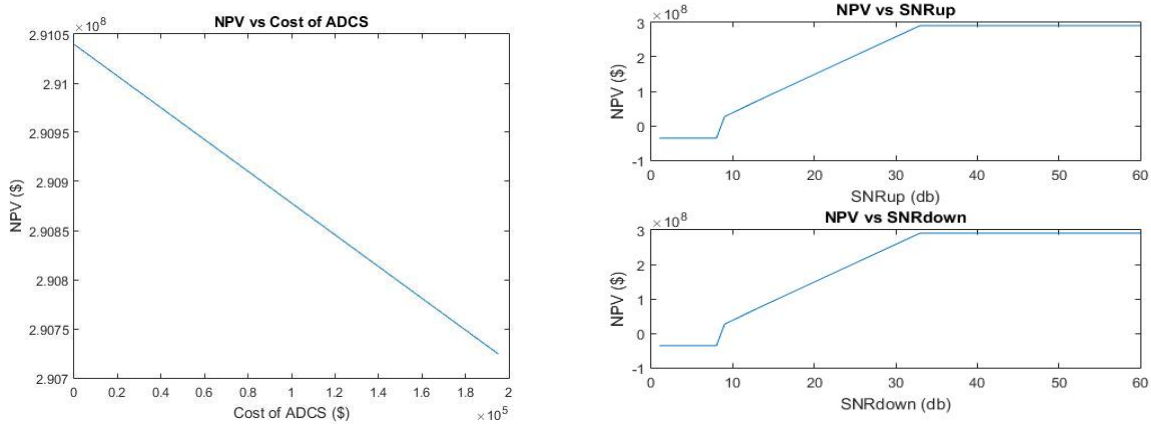 NPV vs Cost of ADCS
×10^8
2.9105
2.91
2.9095
2.909
2.9085
2.908
2.9075
2.907
NPV ($)
0 0.2 0.4 0.6 0.8 1 1.2 1.4 1.6 1.8 2
Cost of ADCS ($)
×10^5
NPV vs SNRup
×10^8
3
2
1
0
-1
NPV ($)
0 10 20 30 40 50 60
SNRup (db)
NPV vs SNRdown
×10^8
3
2
1
0
-1
NPV ($)
0 10 20 30 40 50 60
SNRdown (db)